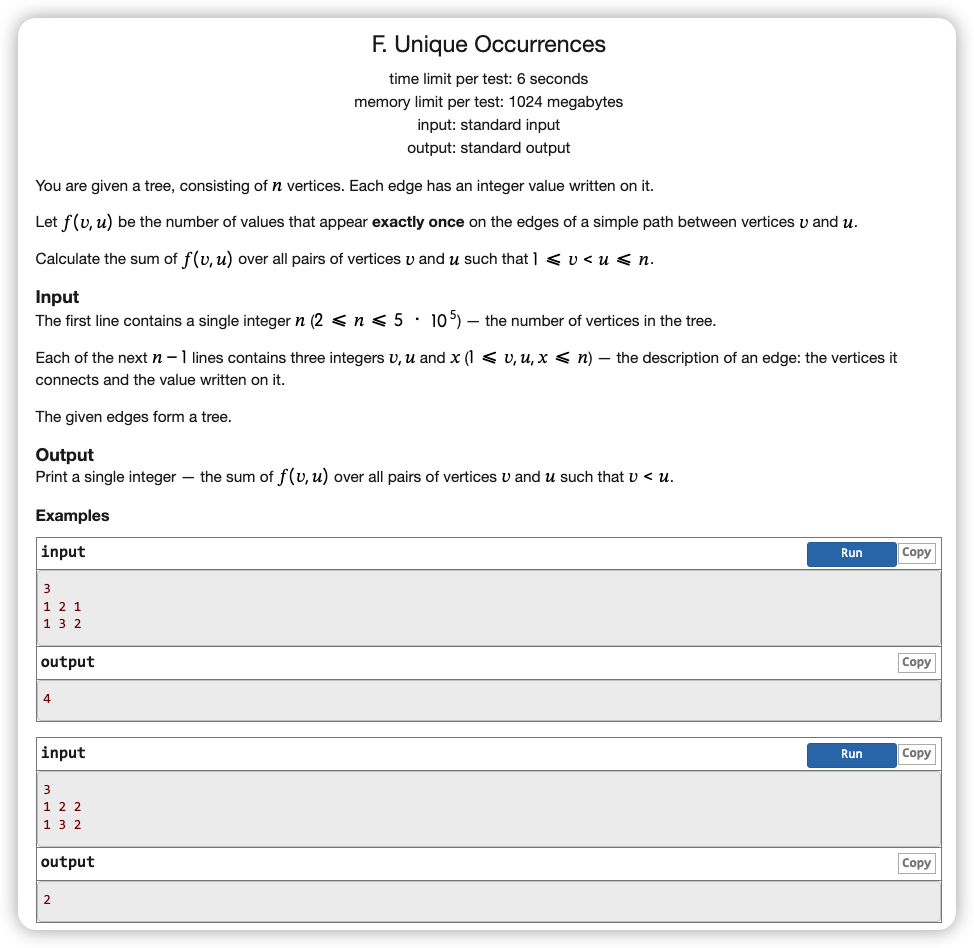 F. Unique Occurrences
time limit per test: 6 seconds
memory limit per test: 1024 megabytes
input: standard input
output: standard output
You are given a tree, consisting of n vertices. Each edge has an integer value written on it.
Let f(v, u) be the number of values that appear exactly once on the edges of a simple path between vertices v and u.
Calculate the sum of f(v, u) over all pairs of vertices v and u such that 1 ⩽ v < u ⩽ n.
Input
The first line contains a single integer n (2 ⩽ n ⩽ 5 · 10^5) — the number of vertices in the tree.
Each of the next n − 1 lines contains three integers v, u and x (1 ⩽ v, u, x ⩽ n) — the description of an edge: the vertices it
connects and the value written on it.
The given edges form a tree.
Output
Print a single integer — the sum of f(v, u) over all pairs of vertices v and u such that v < u.
Examples
input Run Copy
3
1 2 1
1 3 2
output Copy
4
input Run Copy
3
1 2 2
1 3 2
output Copy
2